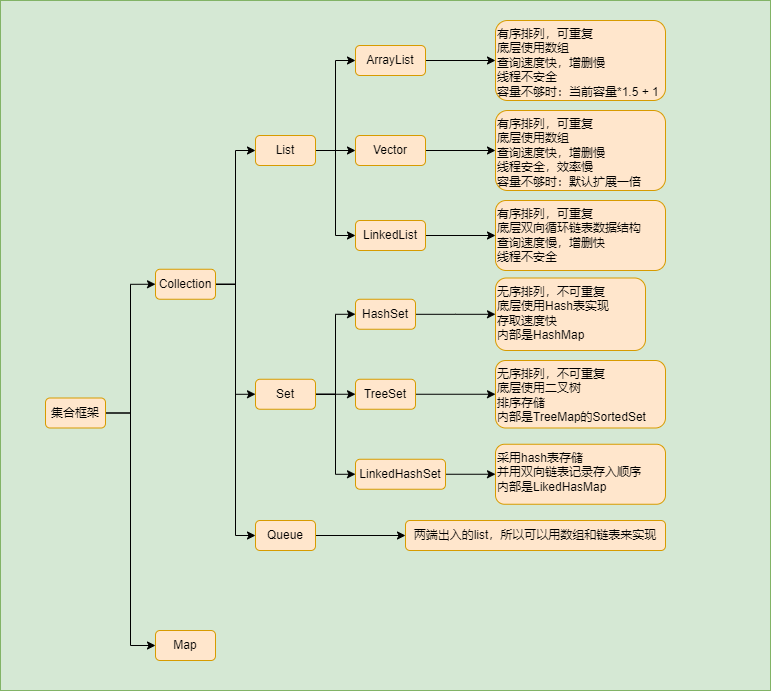 集合框架
Collection
List
ArrayList
有序排列，可重复
底层使用数组
查询速度快，增删慢
线程不安全
容量不够时：当前容量*1.5 + 1
Vector
有序排列，可重复
底层使用数组
查询速度快，增删慢
线程安全，效率慢
容量不够时：默认扩展一倍
LinkedList
有序排列，可重复
底层双向循环链表数据结构
查询速度慢，增删快
线程不安全
Set
HashSet
无序排列，不可重复
底层使用Hash表实现
存取速度快
内部是HashMap
TreeSet
无序排列，不可重复
底层使用二叉树
排序存储
内部是TreeMap的SortedSet
LinkedHashSet
采用hash表存储
并用双向链表记录存入顺序
内部是LikedHasMap
Queue
两端出入的list，所以可以用数组和链表来实现
Map